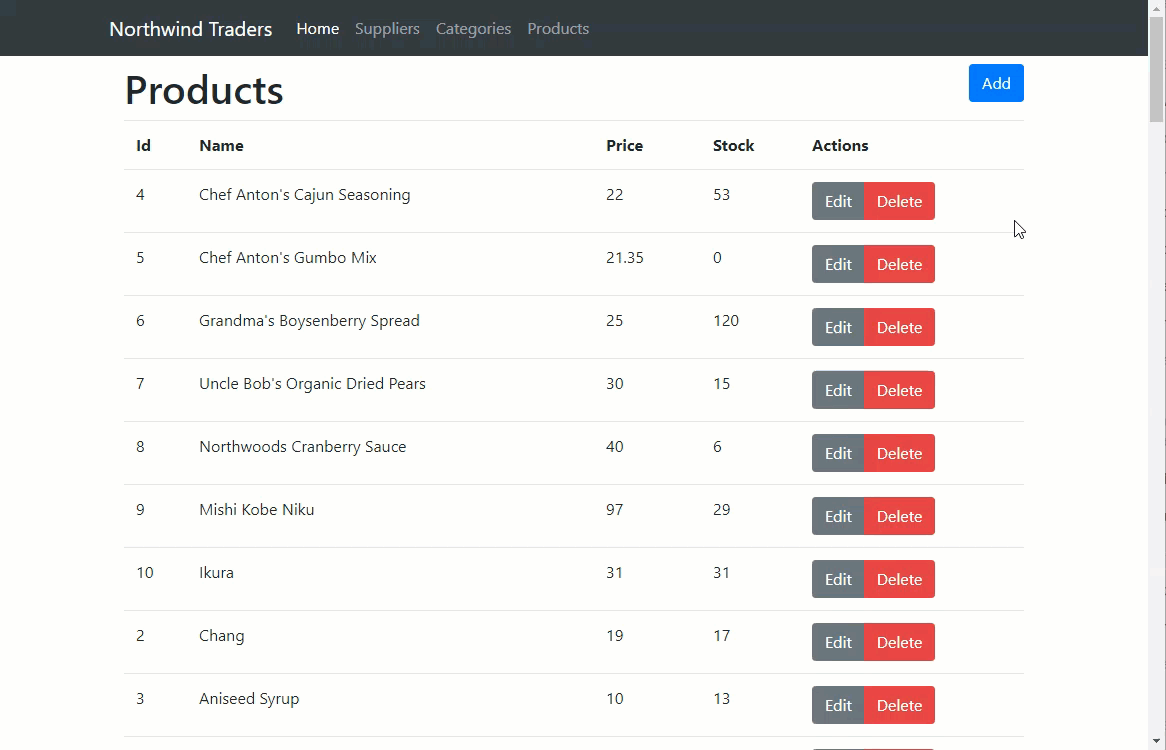 Northwind Traders Home Suppliers Categories Products
Products Add
Id Name Price Stock Actions
4 Chef Anton's Cajun Seasoning 22 53 Edit Delete
5 Chef Anton's Gumbo Mix 21.35 0 Edit Delete
6 Grandma's Boysenberry Spread 25 120 Edit Delete
7 Uncle Bob's Organic Dried Pears 30 15 Edit Delete
8 Northwoods Cranberry Sauce 40 6 Edit Delete
9 Mishi Kobe Niku 97 29 Edit Delete
10 Ikura 31 31 Edit Delete
2 Chang 19 17 Edit Delete
3 Aniseed Syrup 10 13 Edit Delete